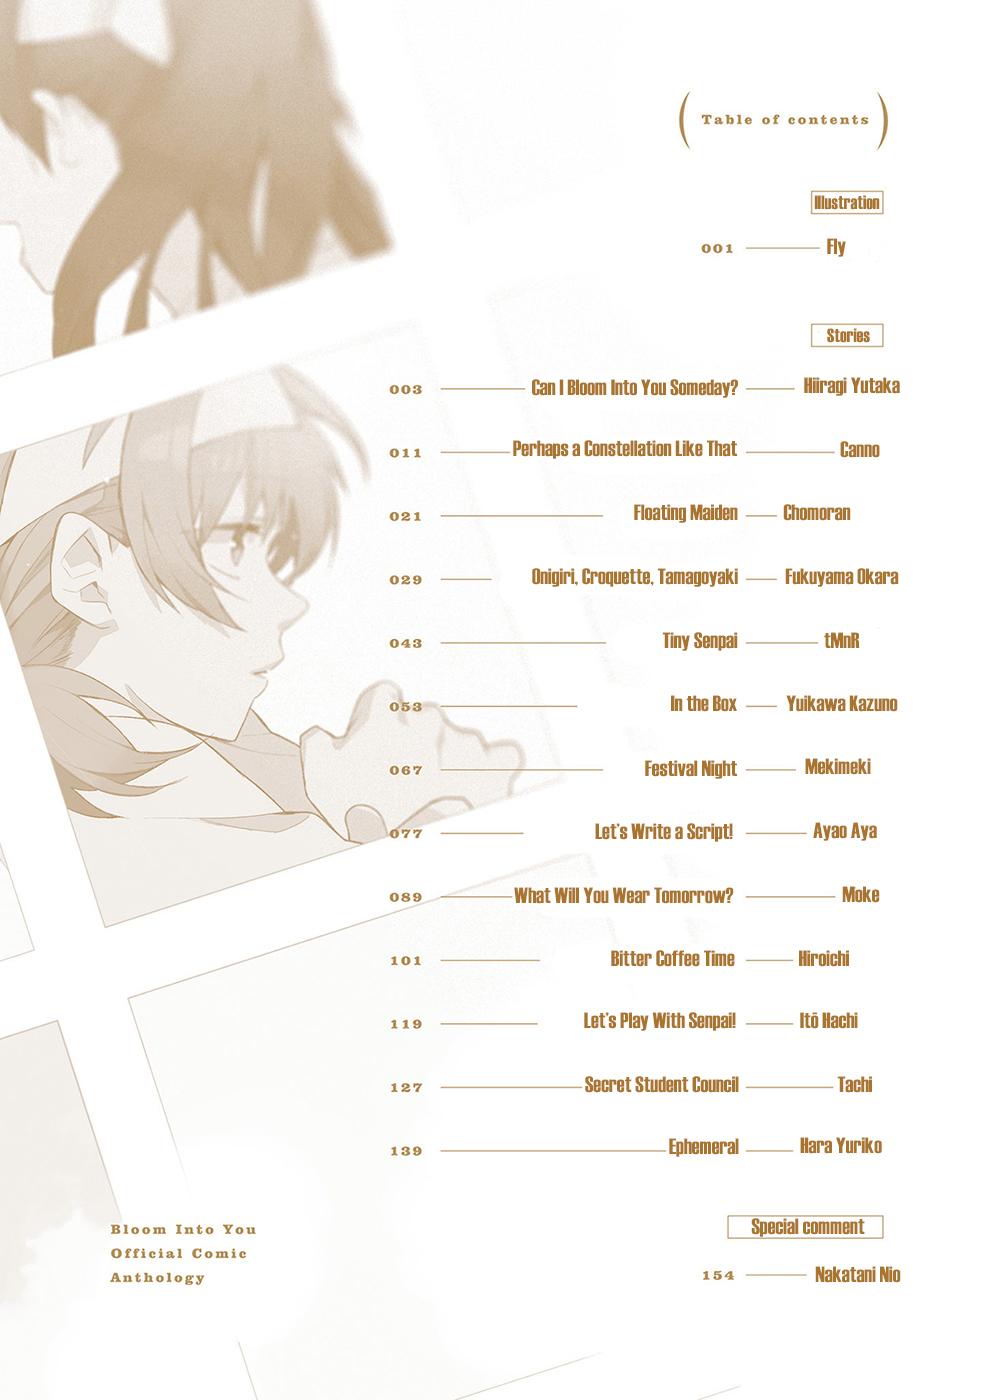 Table of contents
Illustration
001 Fly
Stories
003 Can I Bloom Into You Someday? Hiiragi Yutaka
011 Perhaps a Constellation Like That Canno
021 Floating Maiden Chomoran
029 Onigiri, Croquette, Tamagoyaki Fukuyama Okara
043 Tiny Senpai tMnR
053 In the Box Yuikawa Kazuno
067 Festival Night Mekimeki
077 Let's Write a Script! Ayao Aya
089 What Will You Wear Tomorrow? Moke
101 Bitter Coffee Time Hiroichi
119 Let's Play With Senpai! Itō Hachi
127 Secret Student Council Tachi
139 Ephemeral Hara Yuriko
Special comment
154 Nakatani Nio
Bloom Into You
Official Comic
Anthology